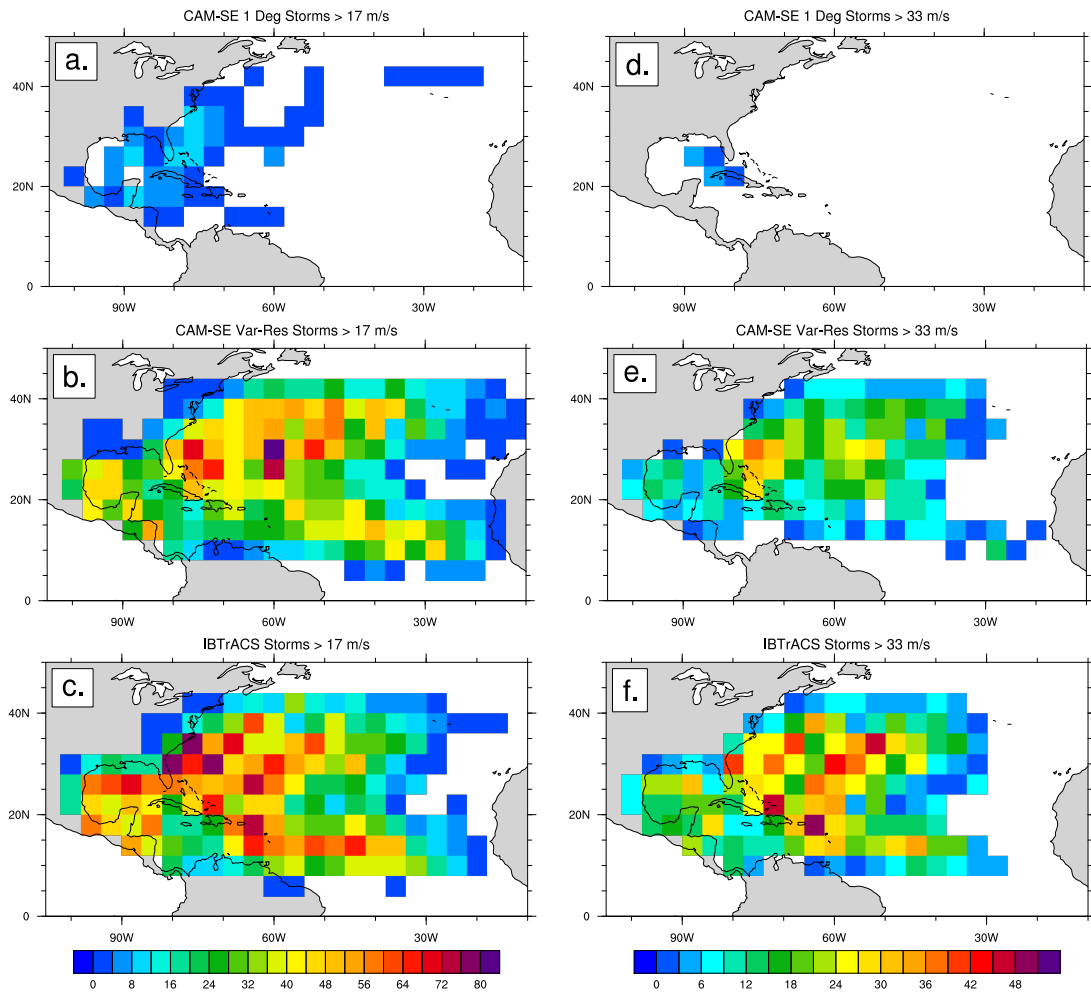 CAM-SE 1 Deg Storms > 17 m/s
a.
40N
20N
0
90W 60W 30W
CAM-SE 1 Deg Storms > 33 m/s
d.
40N
20N
0
90W 60W 30W
CAM-SE Var-Res Storms > 17 m/s
b.
40N
20N
0
90W 60W 30W
CAM-SE Var-Res Storms > 33 m/s
e.
40N
20N
0
90W 60W 30W
IBTrACS Storms > 17 m/s
c.
40N
20N
0
90W 60W 30W
0 8 16 24 32 40 48 56 64 72 80
IBTrACS Storms > 33 m/s
f.
40N
20N
0
90W 60W 30W
0 6 12 18 24 30 36 42 48